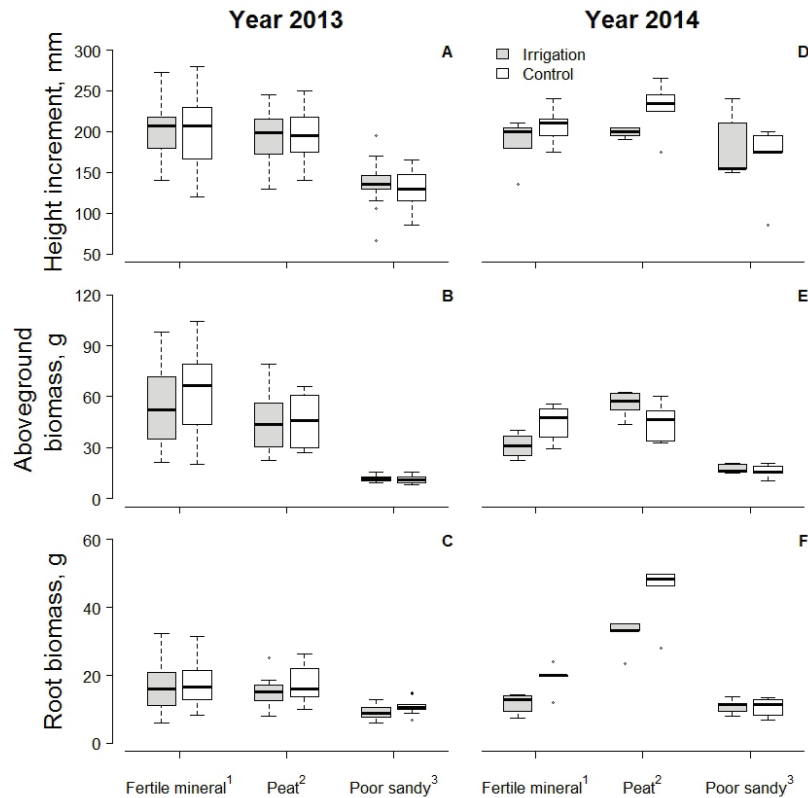 Year 2013
Year 2014
Height increment, mm
300
250
200
150
100
50
A
Irrigation
Control
D
Aboveground
biomass, g
120
90
60
30
0
B
E
Root biomass, g
60
40
20
0
C
F
Fertile mineral¹
Peat²
Poor sandy³
Fertile mineral¹
Peat²
Poor sandy³